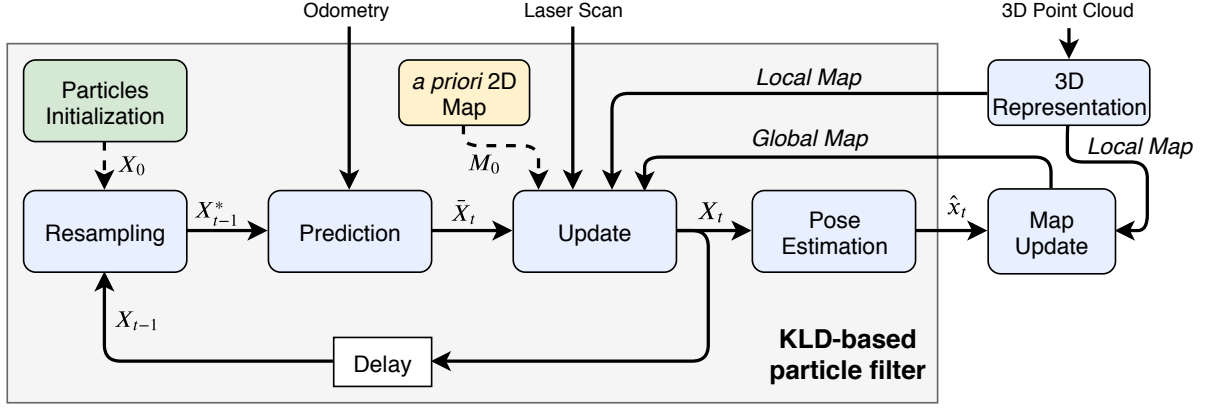 Odometry
Laser Scan
3D Point Cloud
Particles
Initialization
a priori 2D
Map
Local Map
3D
Representation
Global Map
Local Map
X₀
M₀
Resampling
X*ₜ₋₁
Prediction
X̄ₜ
Update
Xₜ
Pose
Estimation
x̂ₜ
Map
Update
Xₜ₋₁
Delay
KLD-based
particle filter